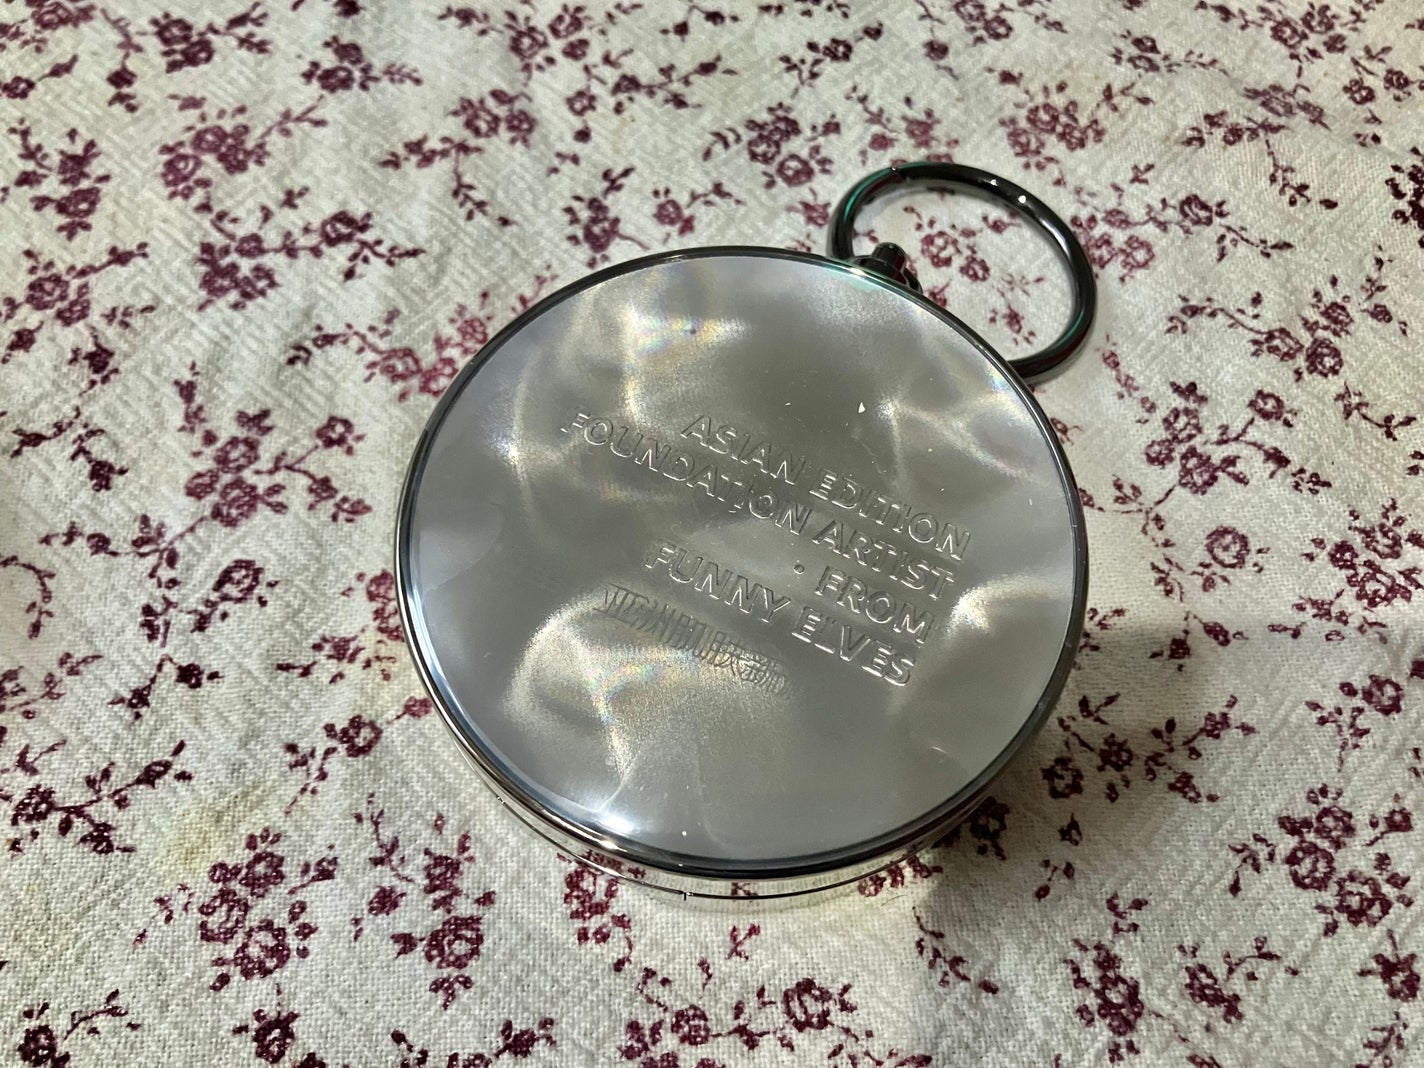 ASIAN EDITION
FOUNDATION ARTIST
· FROM
FUNNY ELVES